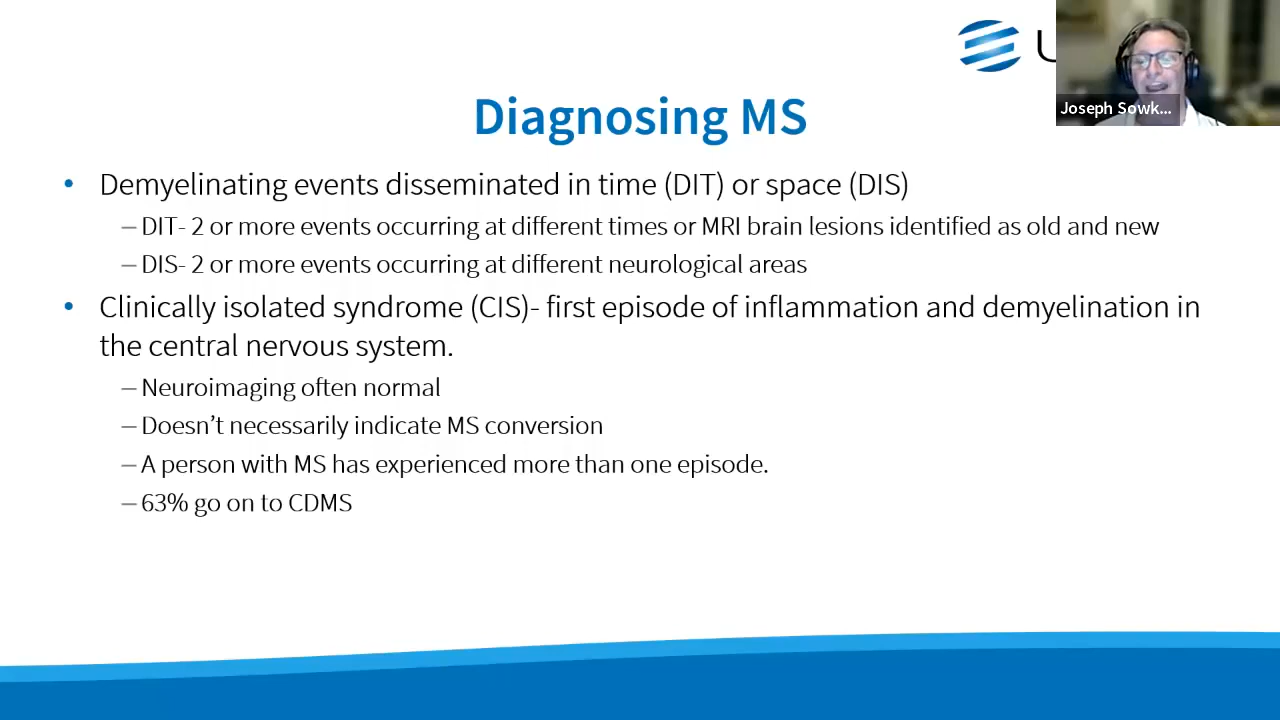 U
Joseph Sowk...
Diagnosing MS
• Demyelinating events disseminated in time (DIT) or space (DIS)
– DIT- 2 or more events occurring at different times or MRI brain lesions identified as old and new
– DIS- 2 or more events occurring at different neurological areas
• Clinically isolated syndrome (CIS)- first episode of inflammation and demyelination in
the central nervous system.
– Neuroimaging often normal
– Doesn’t necessarily indicate MS conversion
– A person with MS has experienced more than one episode.
– 63% go on to CDMS